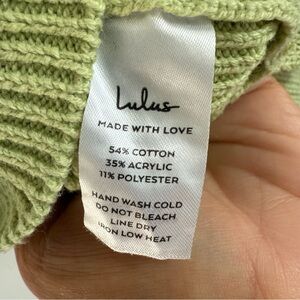 Lulus
MADE WITH LOVE
54% COTTON
35% ACRYLIC
11% POLYESTER
HAND WASH COLD
DO NOT BLEACH
LINE DRY
IRON LOW HEAT